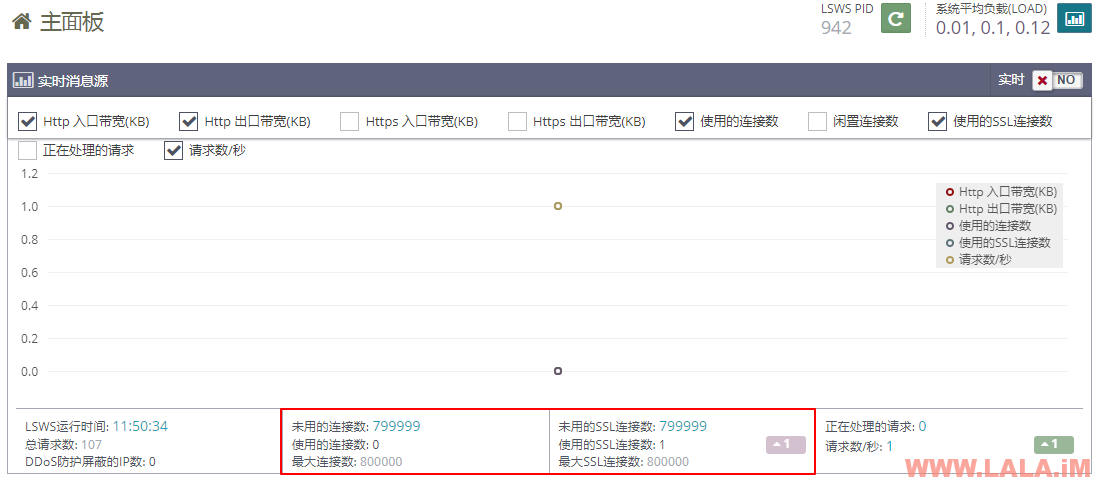 主面板
LSWS PID
942
系统平均负载(LOAD)
0.01, 0.1, 0.12
实时消息源
实时
NO
Http 入口带宽(KB)
Http 出口带宽(KB)
Https 入口带宽(KB)
Https 出口带宽(KB)
使用的连接数
闲置连接数
使用的SSL连接数
正在处理的请求
请求数/秒
1.2
1.0
0.8
0.6
0.4
0.2
0.0
Http 入口带宽(KB)
Http 出口带宽(KB)
使用的连接数
使用的SSL连接数
请求数/秒
LSWS运行时间: 11:50:34
总请求数: 107
DDoS防护屏蔽的IP数: 0
未用的连接数: 799999
使用的连接数: 0
最大连接数: 800000
未用的SSL连接数: 799999
使用的SSL连接数: 1
最大SSL连接数: 800000
1
正在处理的请求: 0
请求数/秒: 1
1
WWW.LALA.iM